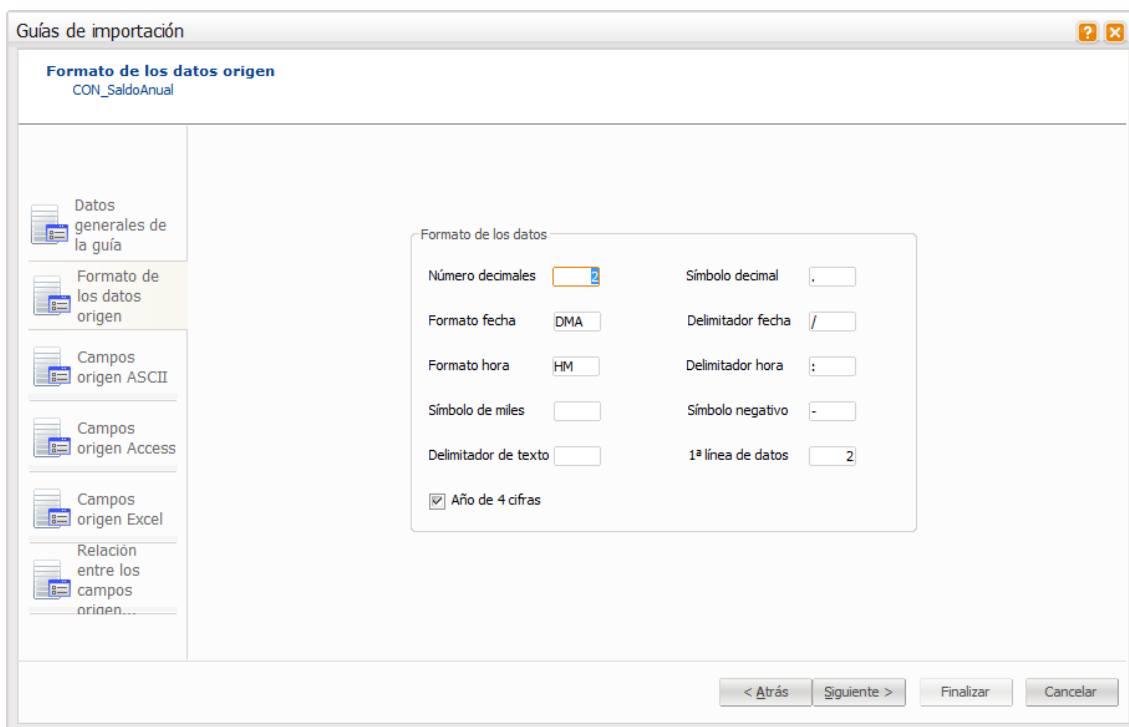 Guías de importación
Formato de los datos origen
CON_SaldoAnual
Datos
generales de
la guía
Formato de
los datos
origen
Campos
origen ASCII
Campos
origen Access
Campos
origen Excel
Relación
entre los
campos
origen...
Formato de los datos
Número decimales 2 Símbolo decimal .
Formato fecha DMA Delimitador fecha /
Formato hora HM Delimitador hora :
Símbolo de miles Símbolo negativo -
Delimitador de texto 1ª línea de datos 2
Año de 4 cifras
< Atrás Siguiente > Finalizar Cancelar